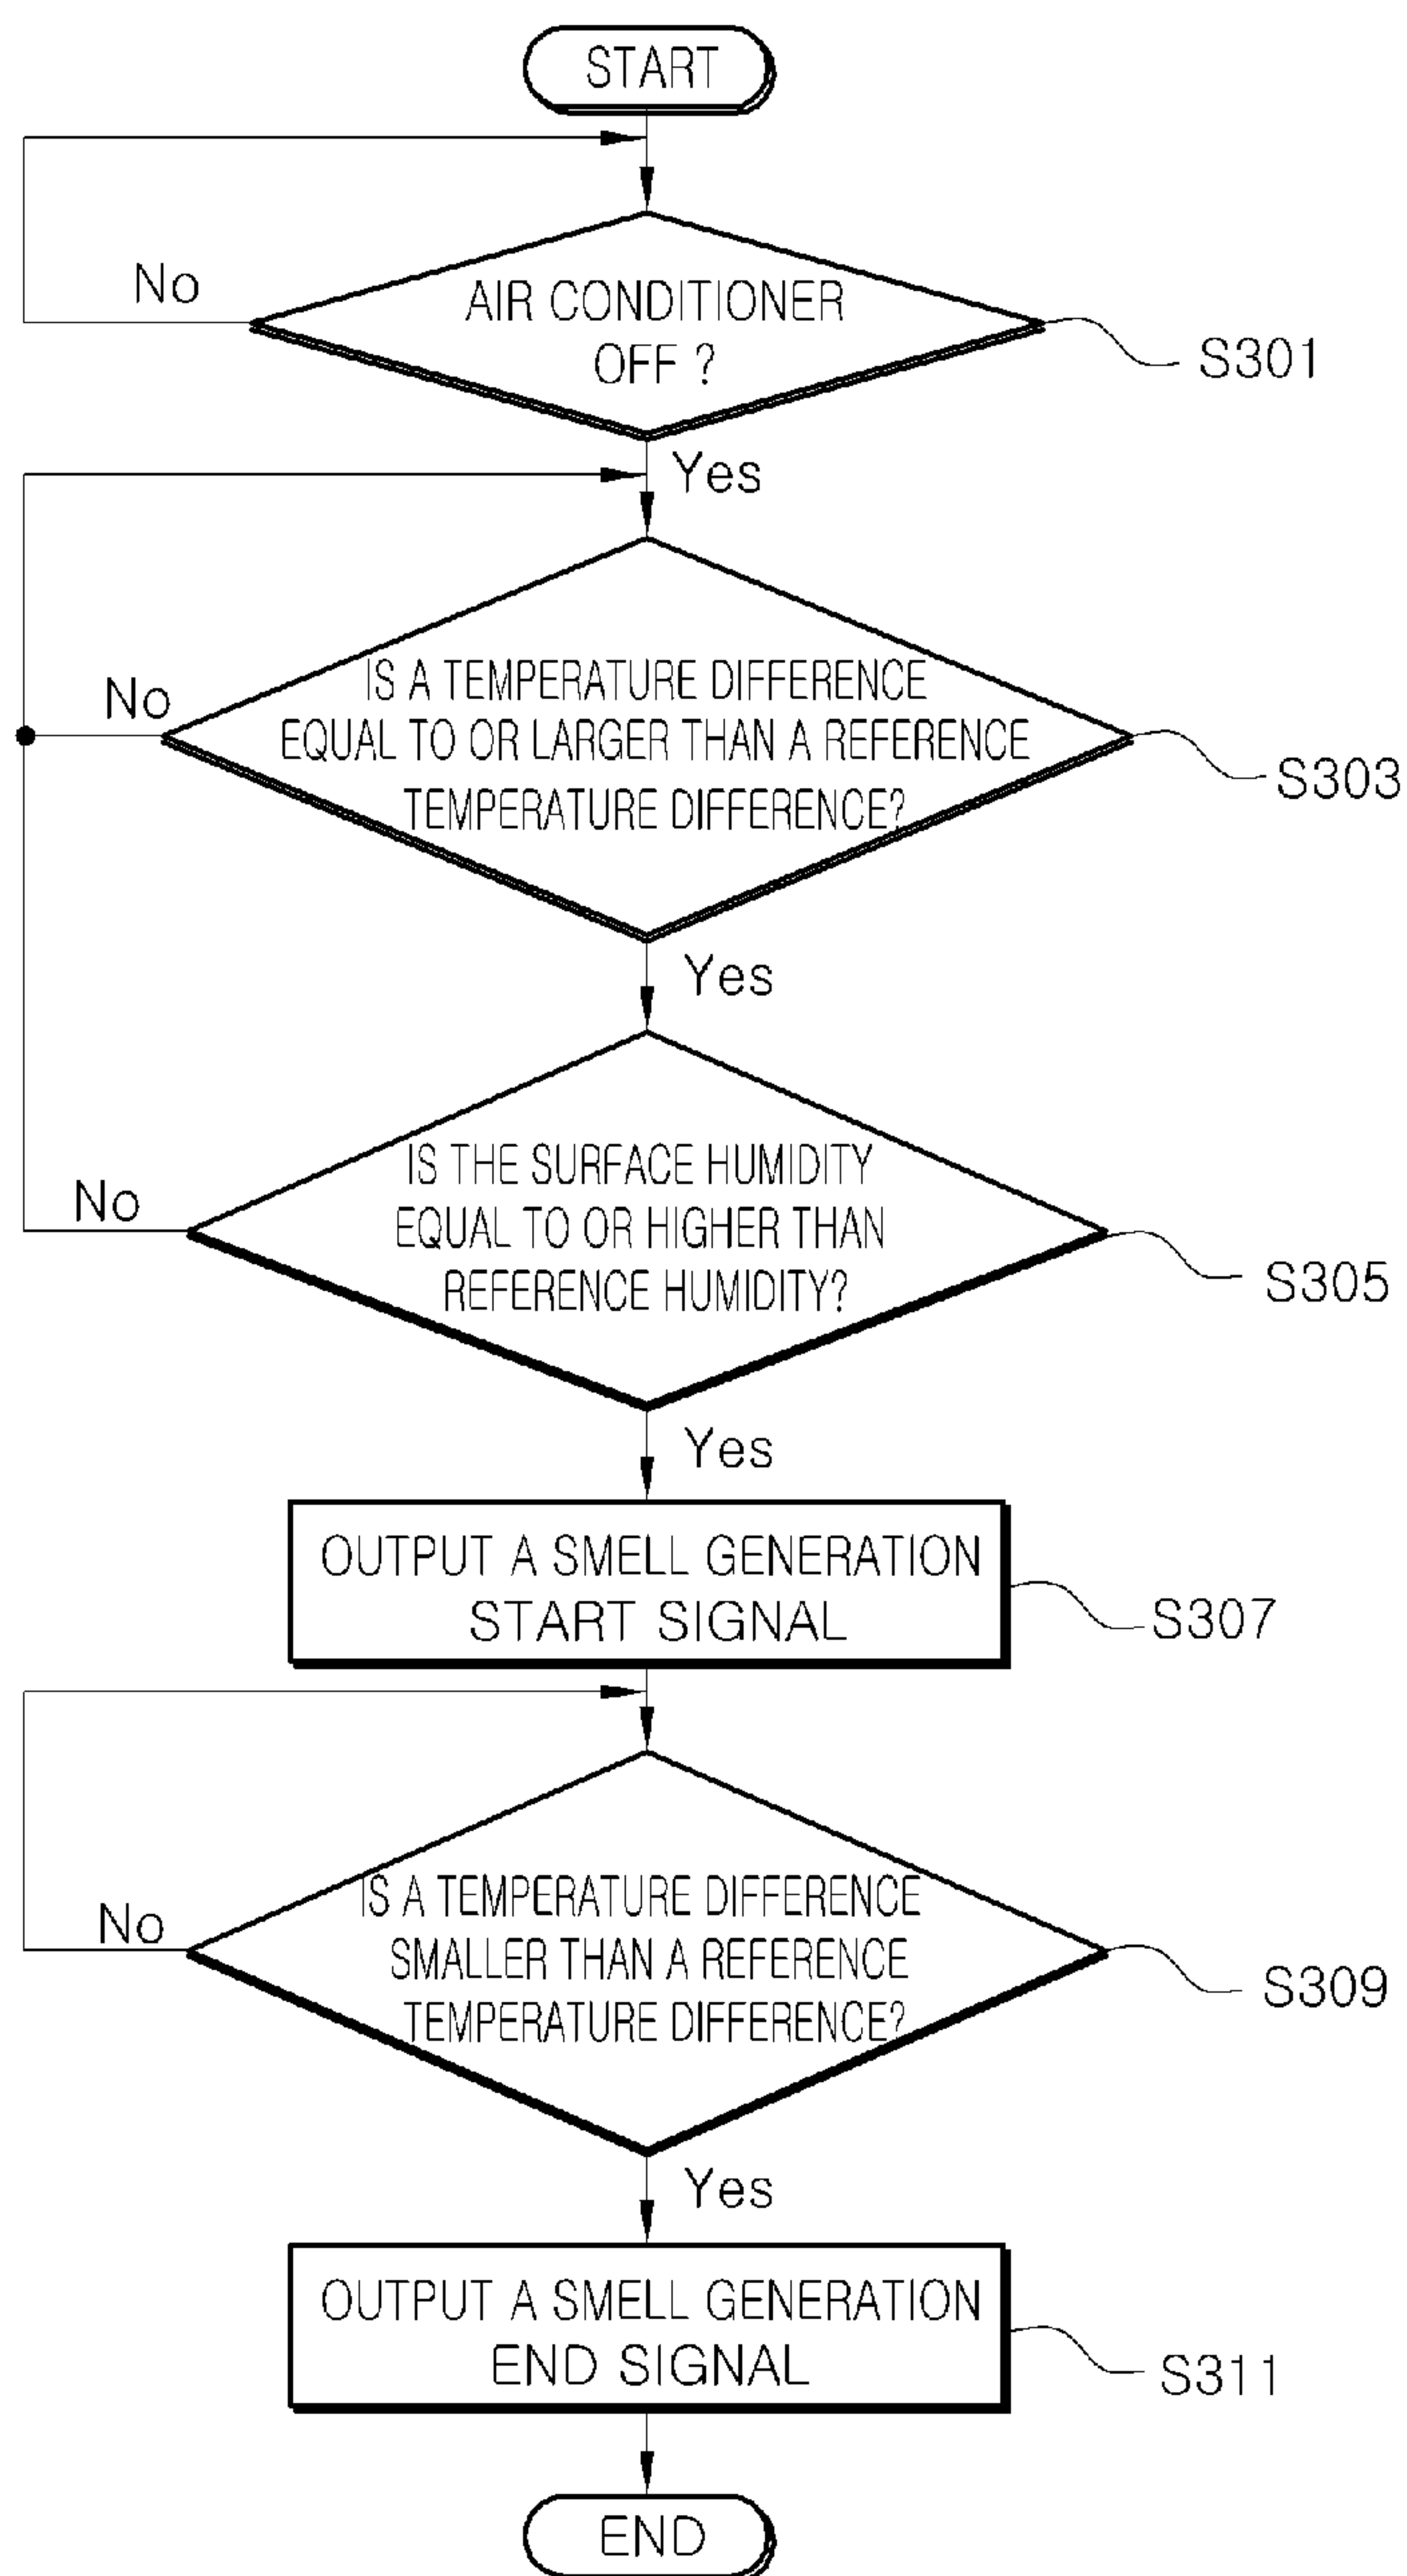 START
No
AIR CONDITIONER
OFF ?
S301
Yes
No
IS A TEMPERATURE DIFFERENCE
EQUAL TO OR LARGER THAN A REFERENCE
TEMPERATURE DIFFERENCE?
S303
Yes
No
IS THE SURFACE HUMIDITY
EQUAL TO OR HIGHER THAN
REFERENCE HUMIDITY?
S305
Yes
OUTPUT A SMELL GENERATION
START SIGNAL
S307
No
IS A TEMPERATURE DIFFERENCE
SMALLER THAN A REFERENCE
TEMPERATURE DIFFERENCE?
S309
Yes
OUTPUT A SMELL GENERATION
END SIGNAL
S311
END